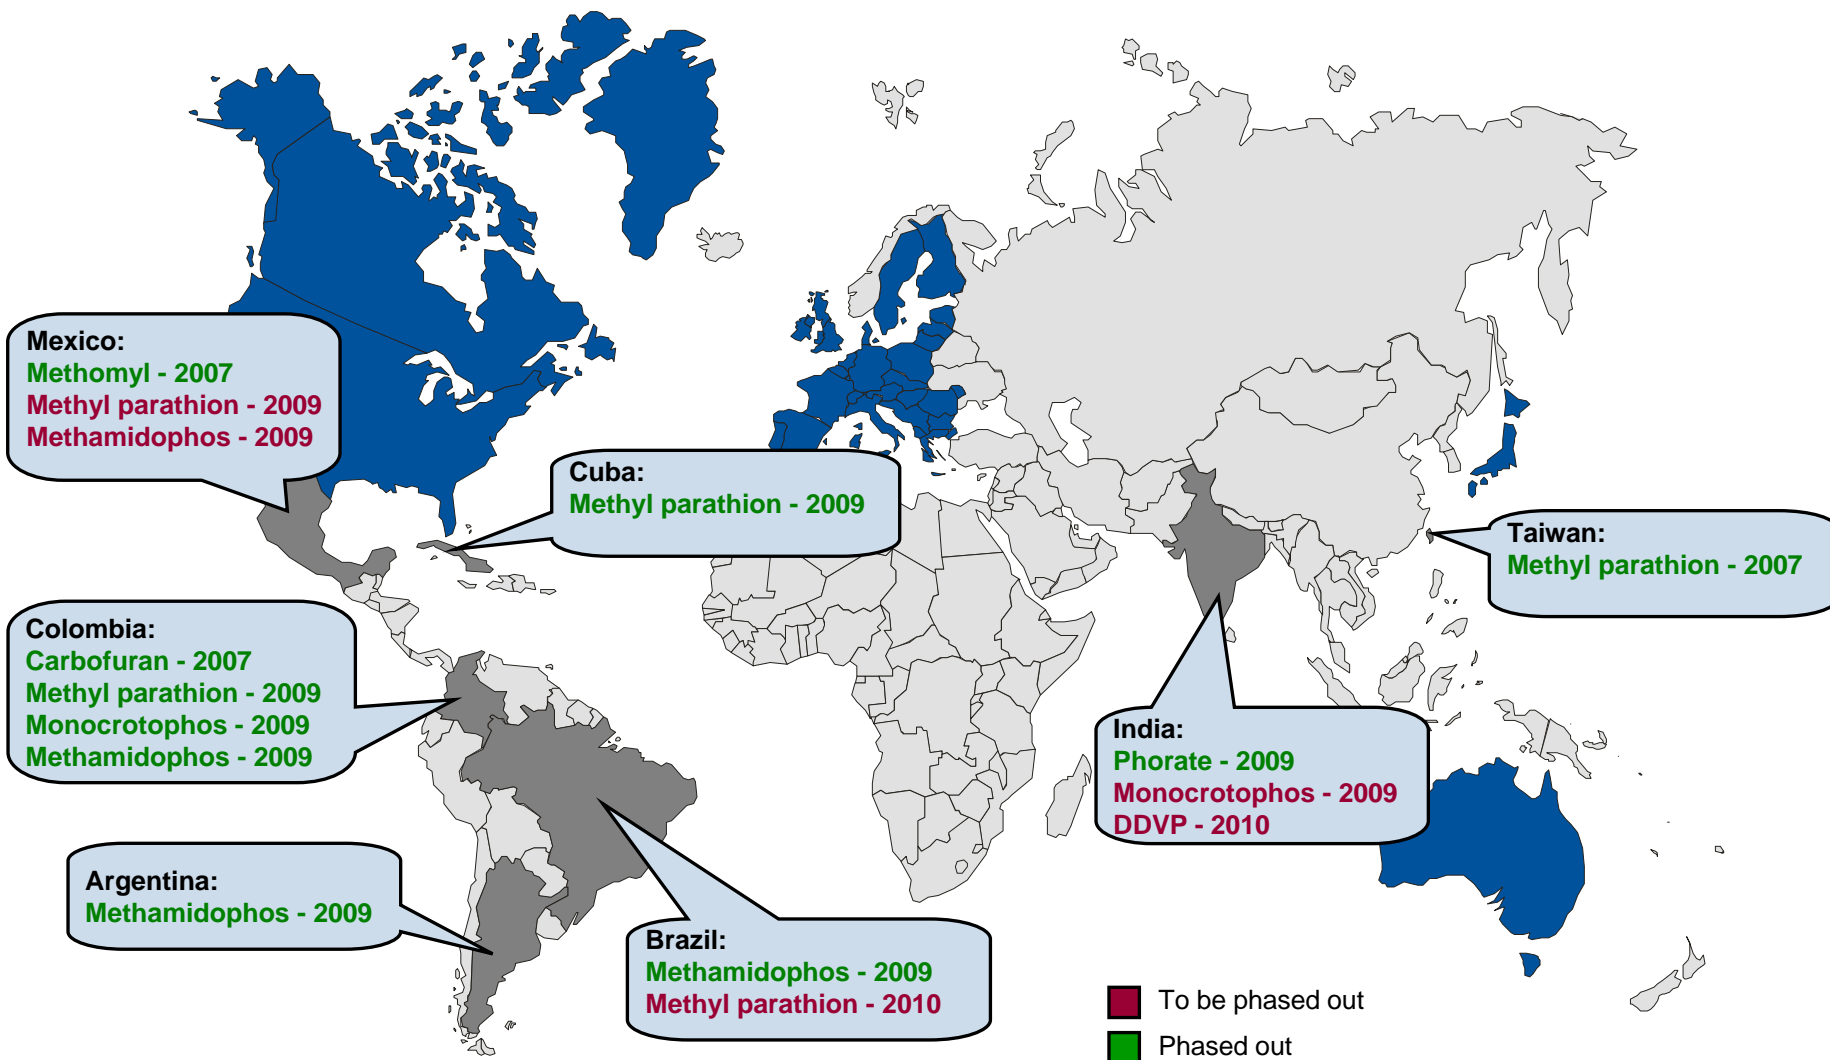 Mexico:
Methomyl - 2007
Methyl parathion - 2009
Methamidophos - 2009
Cuba:
Methyl parathion - 2009
Taiwan:
Methyl parathion - 2007
Colombia:
Carbofuran - 2007
Methyl parathion - 2009
Monocrotophos - 2009
Methamidophos - 2009
India:
Phorate - 2009
Monocrotophos - 2009
DDVP - 2010
Argentina:
Methamidophos - 2009
Brazil:
Methamidophos - 2009
Methyl parathion - 2010
To be phased out
Phased out